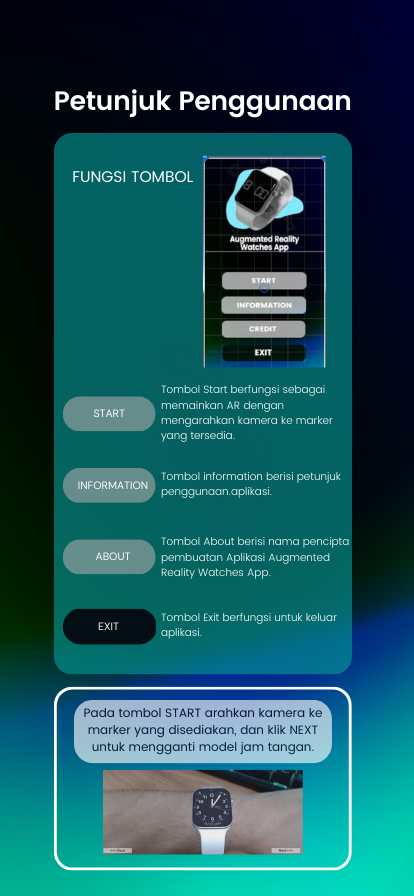 Petunjuk Penggunaan
FUNGSI TOMBOL
Augmented Reality
Watches App
START
INFORMATION
CREDIT
EXIT
START
Tombol Start berfungsi sebagai
memainkan AR dengan
mengarahkan kamera ke marker
yang tersedia.
INFORMATION
Tombol information berisi petunjuk
penggunaan.aplikasi.
ABOUT
Tombol About berisi nama pencipta
pembuatan Aplikasi Augmented
Reality Watches App.
EXIT
Tombol Exit berfungsi untuk keluar
aplikasi.
Pada tombol START arahkan kamera ke
marker yang disediakan, dan klik NEXT
untuk mengganti model jam tangan.